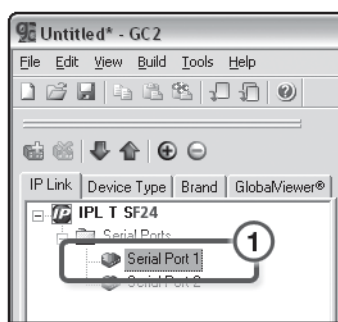 Untitled* - GC2
File Edit View Build Tools Help
IP Link Device Type Brand GlobalViewer®
IPL T SF24
Serial Ports
Serial Port 1
1
Serial Port 2